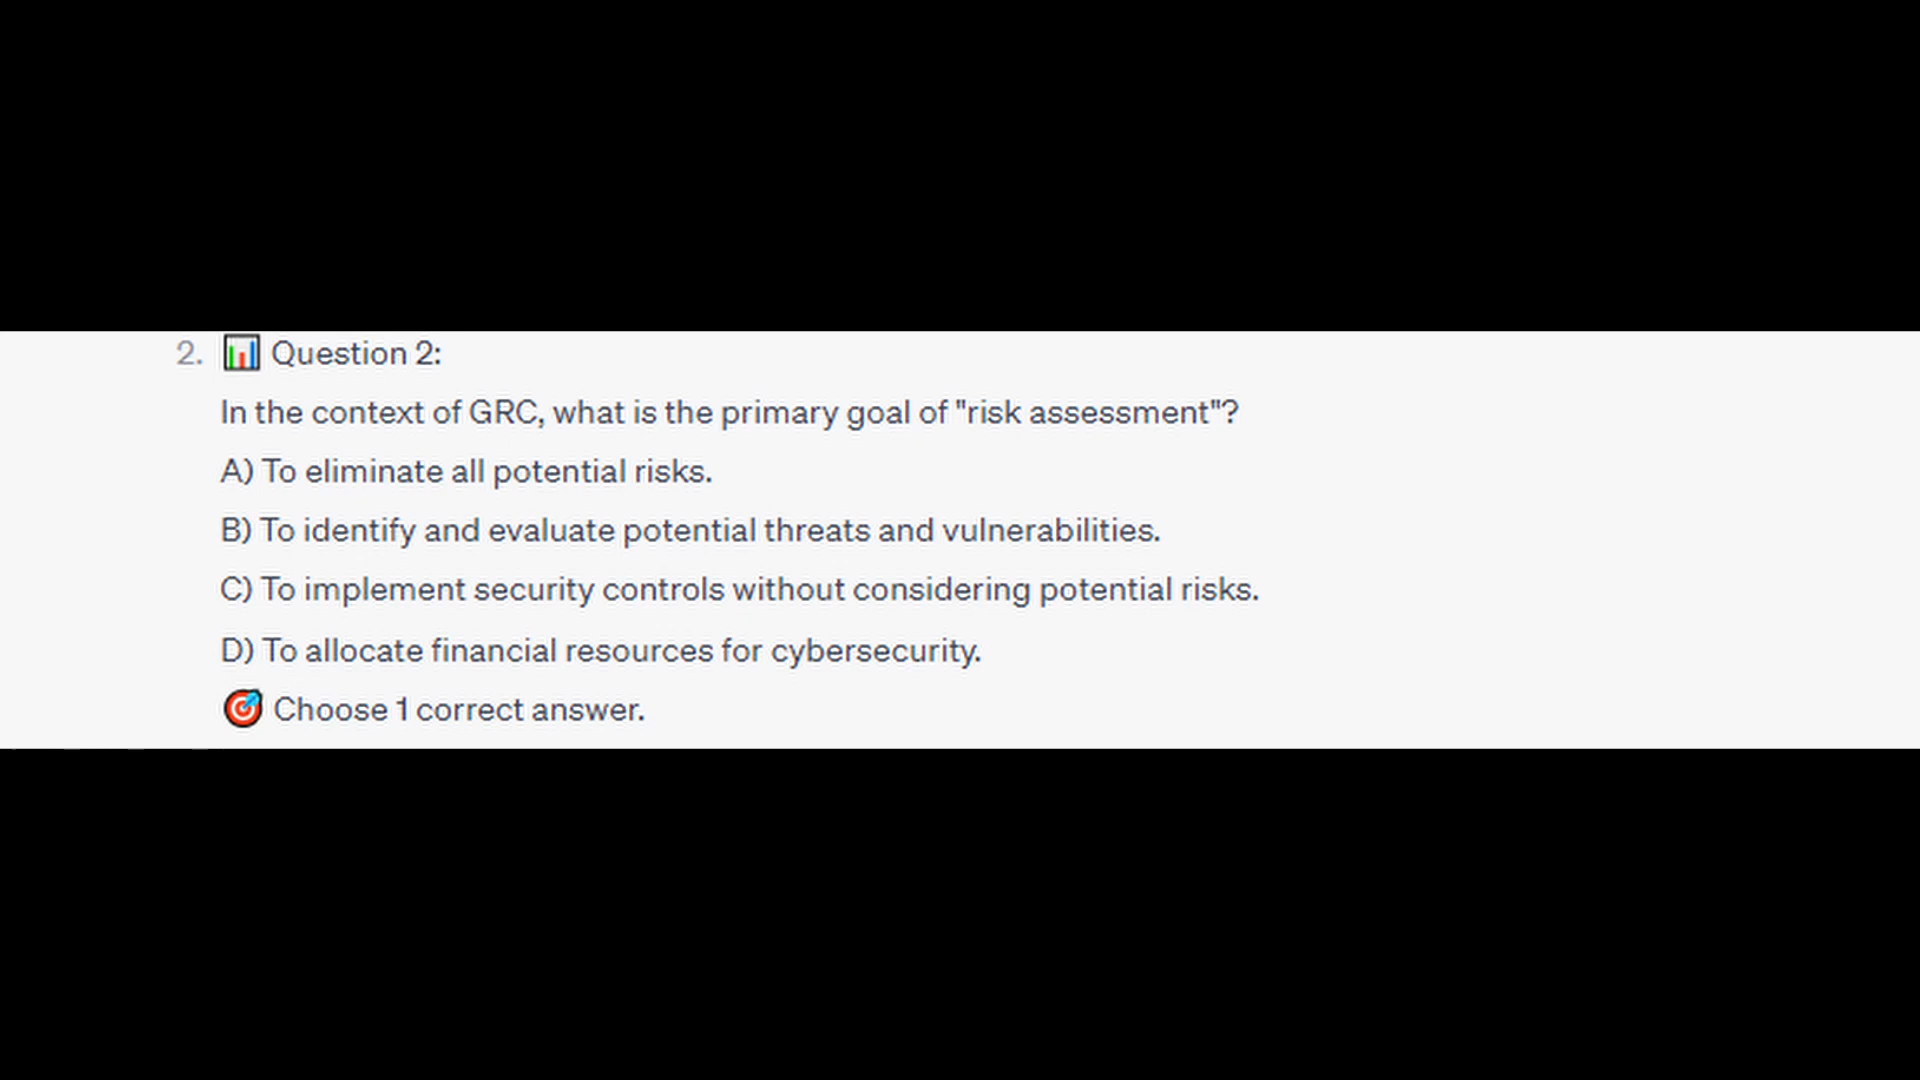 2. 📊 Question 2:
In the context of GRC, what is the primary goal of "risk assessment"?
A) To eliminate all potential risks.
B) To identify and evaluate potential threats and vulnerabilities.
C) To implement security controls without considering potential risks.
D) To allocate financial resources for cybersecurity.
🎯 Choose 1 correct answer.